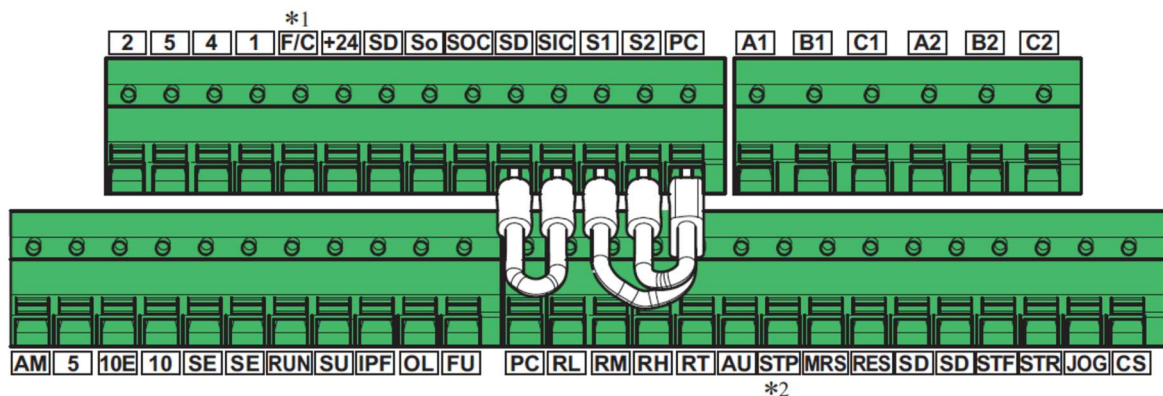 *1
2 5 4 1 F/C +24 SD So SOC SD SIC S1 S2 PC A1 B1 C1 A2 B2 C2
AM 5 10E 10 SE SE RUN SU IPF OL FU PC RL RM RH RT AU STP MRS RES SD SD STF STR JOG CS
*2